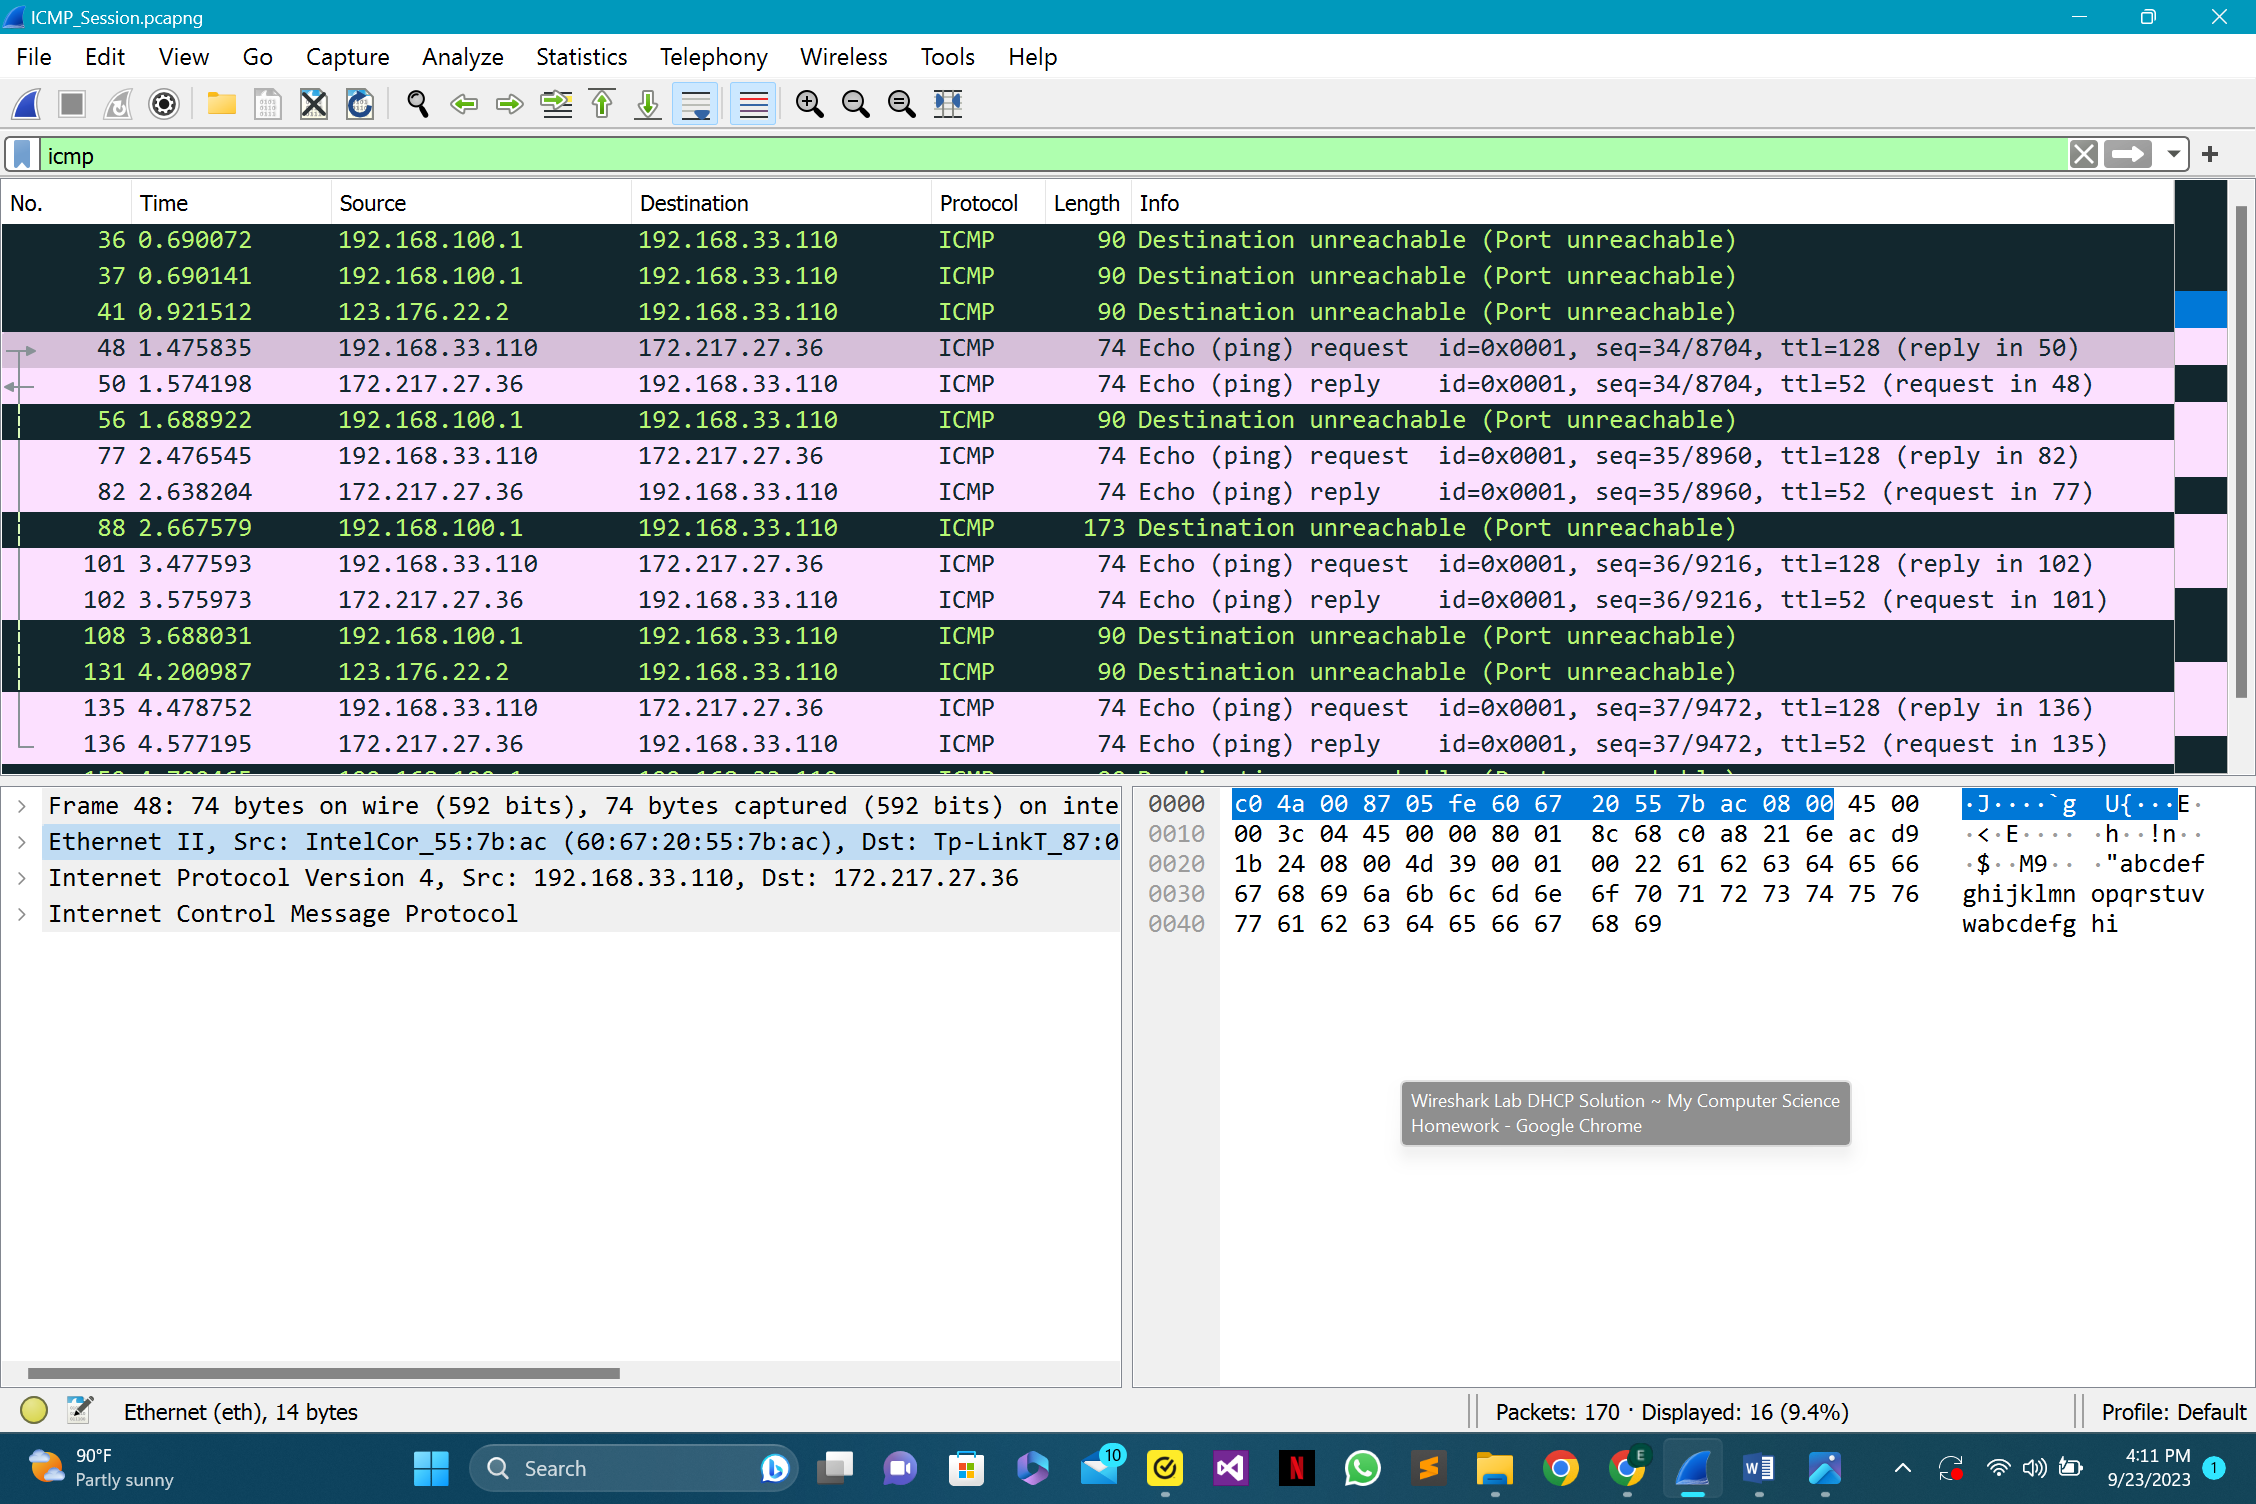 ICMP_Session.pcapng
File Edit View Go Capture Analyze Statistics Telephony Wireless Tools Help
icmp
No. Time Source Destination Protocol Length Info
36 0.690072 192.168.100.1 192.168.33.110 ICMP 90 Destination unreachable (Port unreachable)
37 0.690141 192.168.100.1 192.168.33.110 ICMP 90 Destination unreachable (Port unreachable)
41 0.921512 123.176.22.2 192.168.33.110 ICMP 90 Destination unreachable (Port unreachable)
48 1.475835 192.168.33.110 172.217.27.36 ICMP 74 Echo (ping) request id=0x0001, seq=34/8704, ttl=128 (reply in 50)
50 1.574198 172.217.27.36 192.168.33.110 ICMP 74 Echo (ping) reply id=0x0001, seq=34/8704, ttl=52 (request in 48)
56 1.688922 192.168.100.1 192.168.33.110 ICMP 90 Destination unreachable (Port unreachable)
77 2.476545 192.168.33.110 172.217.27.36 ICMP 74 Echo (ping) request id=0x0001, seq=35/8960, ttl=128 (reply in 82)
82 2.638204 172.217.27.36 192.168.33.110 ICMP 74 Echo (ping) reply id=0x0001, seq=35/8960, ttl=52 (request in 77)
88 2.667579 192.168.100.1 192.168.33.110 ICMP 173 Destination unreachable (Port unreachable)
101 3.477593 192.168.33.110 172.217.27.36 ICMP 74 Echo (ping) request id=0x0001, seq=36/9216, ttl=128 (reply in 102)
102 3.575973 172.217.27.36 192.168.33.110 ICMP 74 Echo (ping) reply id=0x0001, seq=36/9216, ttl=52 (request in 101)
108 3.688031 192.168.100.1 192.168.33.110 ICMP 90 Destination unreachable (Port unreachable)
131 4.200987 123.176.22.2 192.168.33.110 ICMP 90 Destination unreachable (Port unreachable)
135 4.478752 192.168.33.110 172.217.27.36 ICMP 74 Echo (ping) request id=0x0001, seq=37/9472, ttl=128 (reply in 136)
136 4.577195 172.217.27.36 192.168.33.110 ICMP 74 Echo (ping) reply id=0x0001, seq=37/9472, ttl=52 (request in 135)
Frame 48: 74 bytes on wire (592 bits), 74 bytes captured (592 bits) on inte
Ethernet II, Src: IntelCor_55:7b:ac (60:67:20:55:7b:ac), Dst: Tp-LinkT_87:0
Internet Protocol Version 4, Src: 192.168.33.110, Dst: 172.217.27.36
Internet Control Message Protocol
0000 c0 4a 00 87 05 fe 60 67 20 55 7b ac 08 00 45 00 ·J····`g U{···E·
0010 00 3c 04 45 00 00 80 01 8c 68 c0 a8 21 6e ac d9 ·<·E···· ·h··!n··
0020 1b 24 08 00 4d 39 00 01 00 22 61 62 63 64 65 66 ·$··M9·· ·"abcdef
0030 67 68 69 6a 6b 6c 6d 6e 6f 70 71 72 73 74 75 76 ghijklmn opqrstuv
0040 77 61 62 63 64 65 66 67 68 69 wabcdefg hi
Wireshark Lab DHCP Solution ~ My Computer Science
Homework - Google Chrome
Ethernet (eth), 14 bytes Packets: 170 · Displayed: 16 (9.4%) Profile: Default
90°F
Partly sunny
Search
10
E
4:11 PM
9/23/2023
1